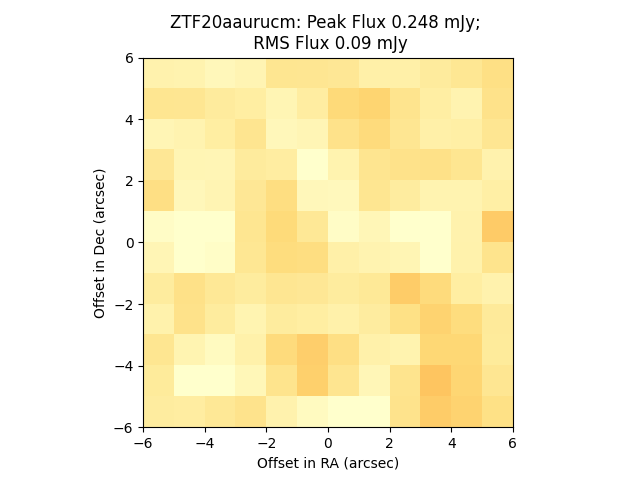 ZTF20aaurucm: Peak Flux 0.248 mJy;
RMS Flux 0.09 mJy
6
4
2
0
−2
−4
−6
Offset in Dec (arcsec)
−6 −4 −2 0 2 4 6
Offset in RA (arcsec)